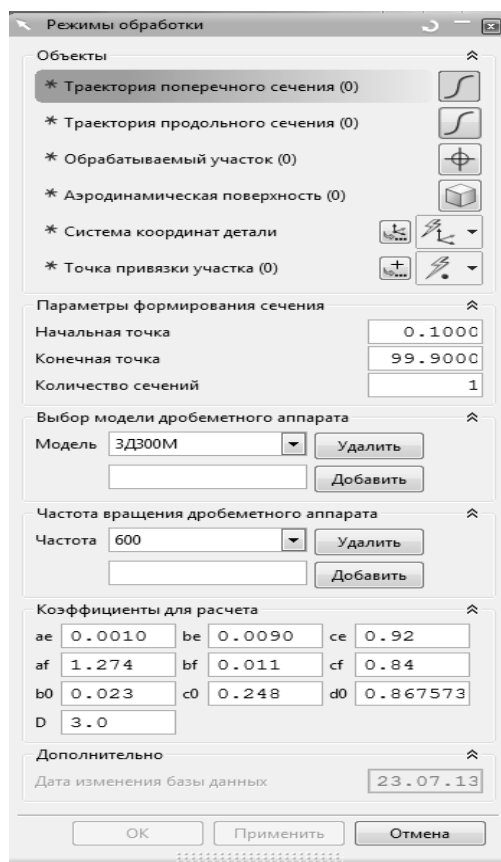 Режимы обработки
Объекты
* Траектория поперечного сечения (0)
* Траектория продольного сечения (0)
* Обрабатываемый участок (0)
* Аэродинамическая поверхность (0)
* Система координат детали
* Точка привязки участка (0)
Параметры формирования сечения
Начальная точка 0.1000
Конечная точка 99.9000
Количество сечений 1
Выбор модели дробеметного аппарата
Модель 3Д300М Удалить
Добавить
Частота вращения дробеметного аппарата
Частота 600 Удалить
Добавить
Коэффициенты для расчета
ae 0.0010 be 0.0090 ce 0.92
af 1.274 bf 0.011 cf 0.84
b0 0.023 c0 0.248 d0 0.867573
D 3.0
Дополнительно
Дата изменения базы данных 23.07.13
OK Применить Отмена